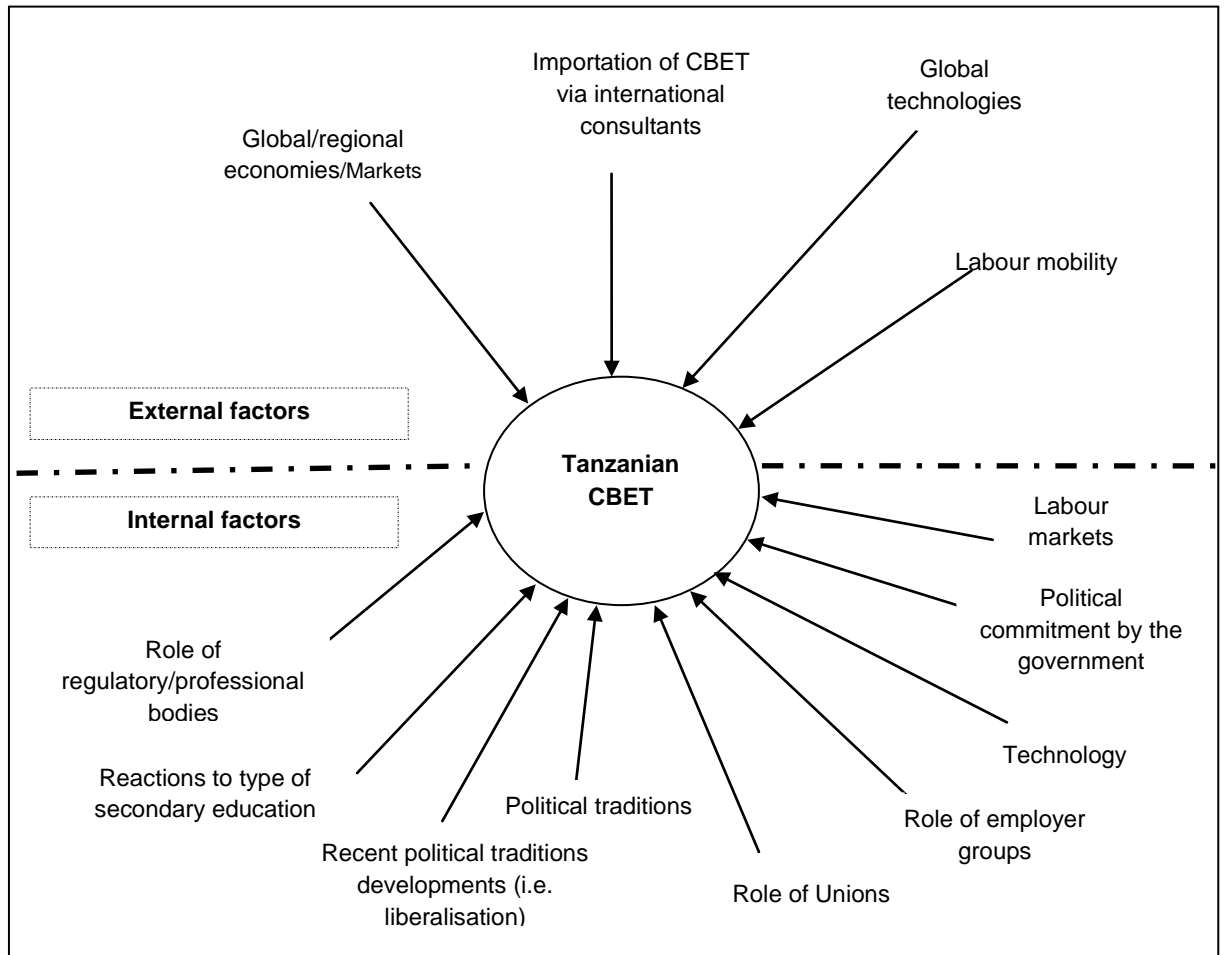 Importation of CBET
via international
consultants
Global
technologies
Global/regional
economies/Markets
Labour mobility
External factors
Tanzanian
CBET
Internal factors
Labour
markets
Political
commitment by the
government
Role of
regulatory/professional
bodies
Technology
Reactions to type of
secondary education
Political traditions
Role of employer
groups
Recent political traditions
developments (i.e.
liberalisation)
Role of Unions